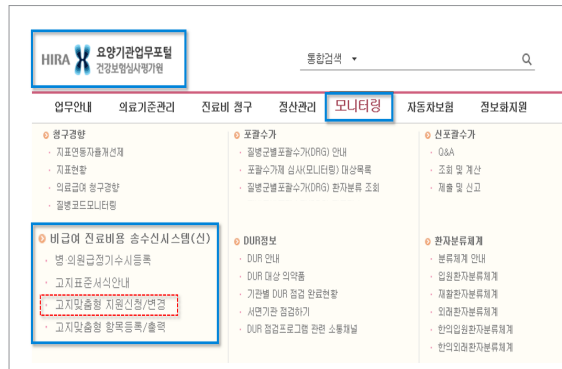 HIRA 요양기관업무포털
건강보험심사평가원
통합검색
업무안내 의료기준관리 진료비 청구 정산관리 모니터링 자동차보험 정보화지원
청구경향
지표연동자율개선제
지표현황
의료급여 청구경향
질병코드모니터링
포괄수가
질병군별포괄수가(DRG) 안내
포괄수가제 심사(모니터링) 대상목록
질병군별포괄수가(DRG) 환자분류 조회
신포괄수가
Q&A
조회 및 계산
제출 및 신고
비급여 진료비용 송수신시스템(신)
병·의원급정기수시등록
고지표준서식안내
고지맞춤형 지원신청/변경
고지맞춤형 항목등록/출력
DUR정보
DUR 안내
DUR 대상 의약품
기관별 DUR 점검 완료현황
서면기관 점검하기
DUR 점검프로그램 관련 소통채널
환자분류체계
분류체계 안내
입원환자분류체계
재활환자분류체계
외래환자분류체계
한의입원환자분류체계
한의외래환자분류체계